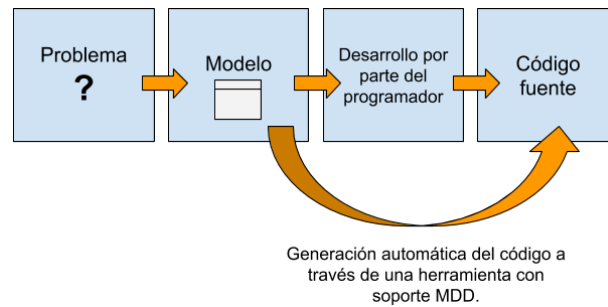 Problema
?
Modelo
Desarrollo por
parte del
programador
Código
fuente
Generación automática del código a
través de una herramienta con
soporte MDD.